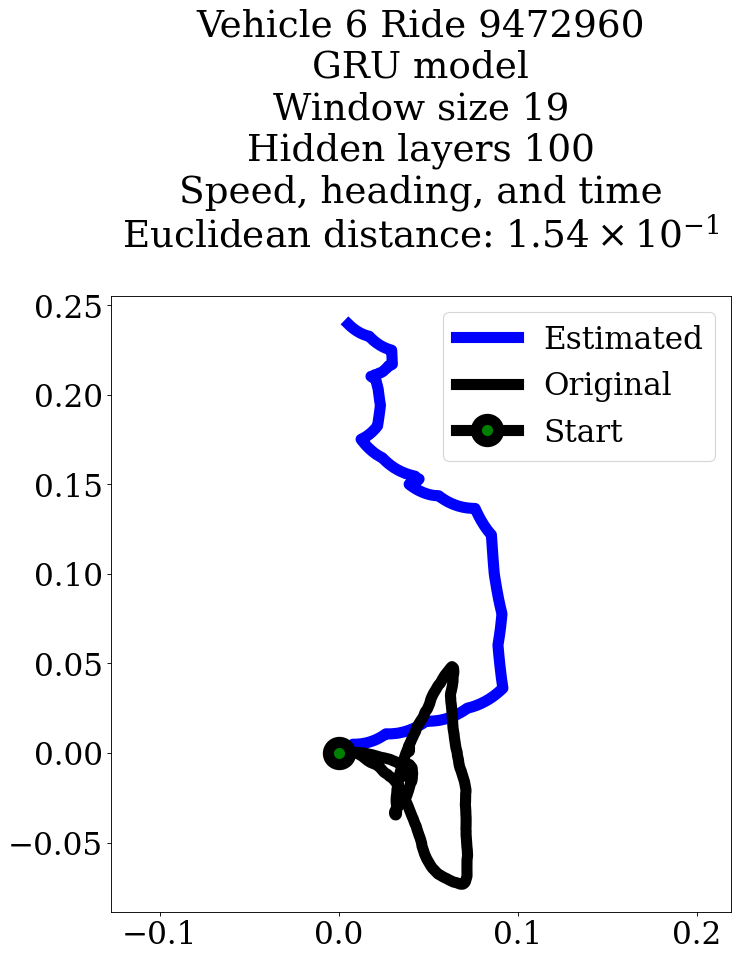 Vehicle 6 Ride 9472960
GRU model
Window size 19
Hidden layers 100
Speed, heading, and time
Euclidean distance: 1.54 × 10⁻¹
Estimated
Original
Start
0.25
0.20
0.15
0.10
0.05
0.00
−0.05
−0.1 0.0 0.1 0.2